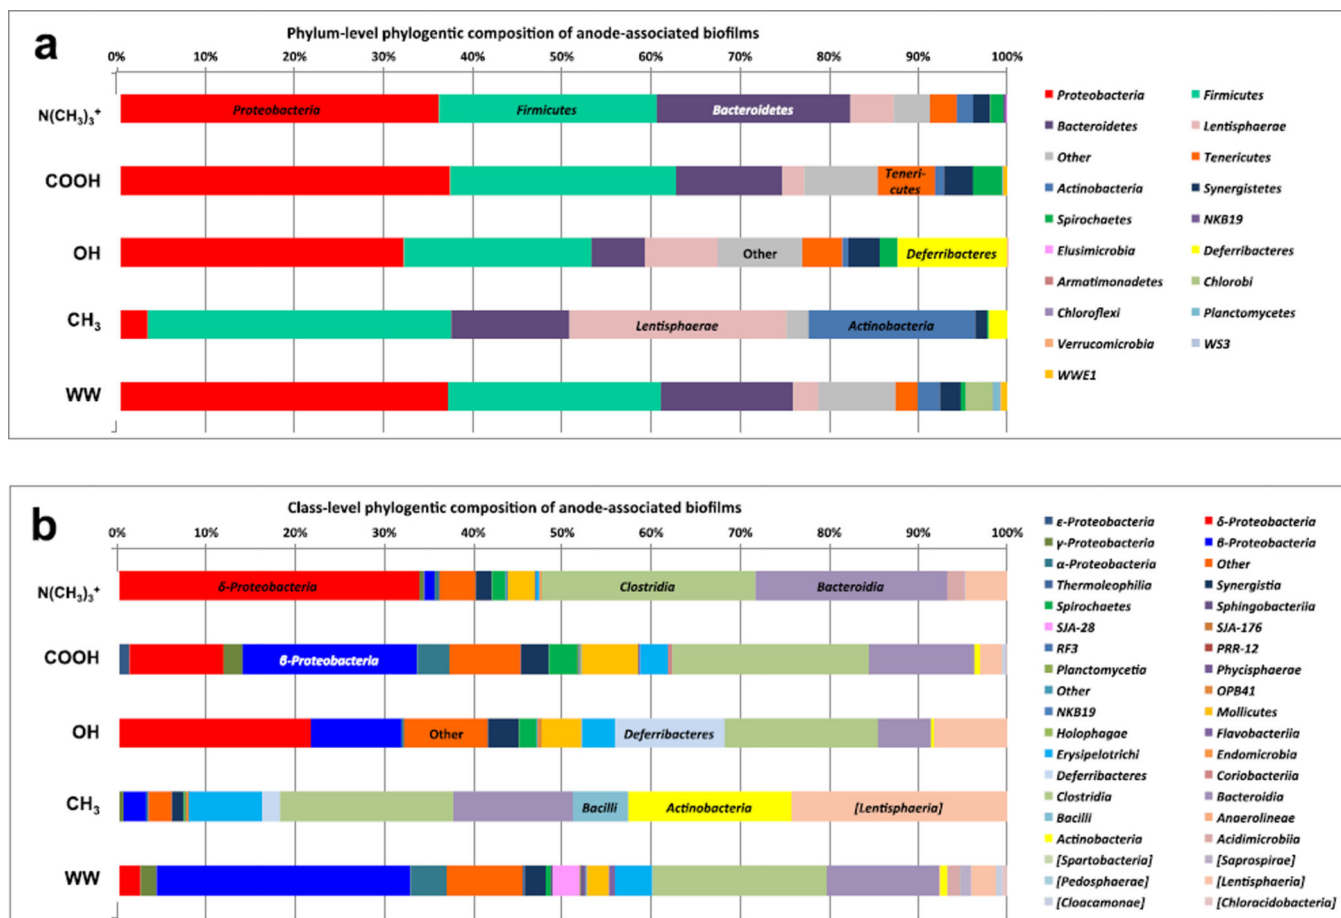 a
Phylum-level phylogentic composition of anode-associated biofilms
0% 10% 20% 30% 40% 50% 60% 70% 80% 90% 100%
N(CH₃)₃⁺ Proteobacteria Firmicutes Bacteroidetes
COOH Teneri-
cutes
OH Other Deferribacteres
CH₃ Lentisphaerae Actinobacteria
WW
Proteobacteria Firmicutes
Bacteroidetes Lentisphaerae
Other Tenericutes
Actinobacteria Synergistetes
Spirochaetes NKB19
Elusimicrobia Deferribacteres
Armatimonadetes Chlorobi
Chloroflexi Planctomycetes
Verrucomicrobia WS3
WWE1
b
Class-level phylogentic composition of anode-associated biofilms
0% 10% 20% 30% 40% 50% 60% 70% 80% 90% 100%
N(CH₃)₃⁺ δ-Proteobacteria Clostridia Bacteroidia
COOH β-Proteobacteria
OH Other Deferribacteres
CH₃ Bacilli Actinobacteria [Lentisphaeria]
WW
ε-Proteobacteria δ-Proteobacteria
γ-Proteobacteria β-Proteobacteria
α-Proteobacteria Other
Thermoleophilia Synergistia
Spirochaetes Sphingobacteriia
SJA-28 SJA-176
RF3 PRR-12
Planctomycetia Phycisphaerae
Other OPB41
NKB19 Mollicutes
Holophagae Flavobacteriia
Erysipelotrichi Endomicrobia
Deferribacteres Coriobacteriia
Clostridia Bacteroidia
Bacilli Anaerolineae
Actinobacteria Acidimicrobiia
[Spartobacteria] [Saprospirae]
[Pedosphaerae] [Lentisphaeria]
[Cloacamonae] [Chloracidobacteria]